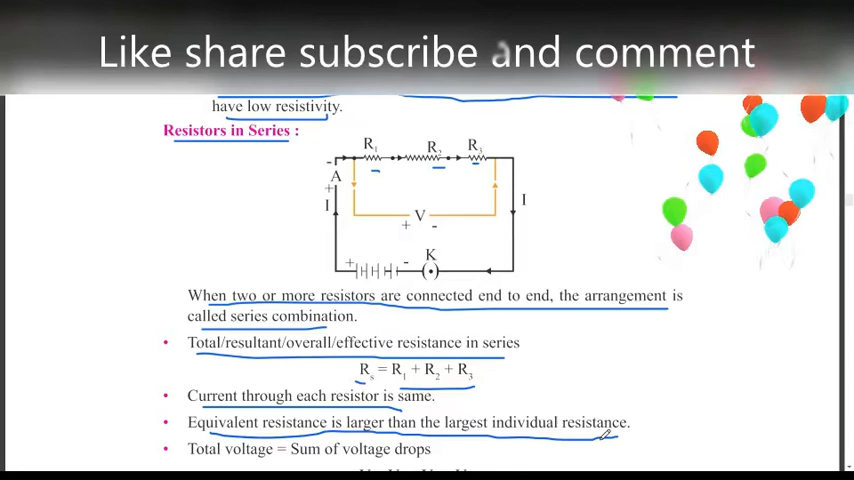 Like share subscribe and comment
have low resistivity.
Resistors in Series :
R1 R2 R3
-
A
+
I
I
V
+ -
K
+ -
When two or more resistors are connected end to end, the arrangement is
called series combination.
• Total/resultant/overall/effective resistance in series
Rs = R1 + R2 + R3
• Current through each resistor is same.
• Equivalent resistance is larger than the largest individual resistance.
• Total voltage = Sum of voltage drops